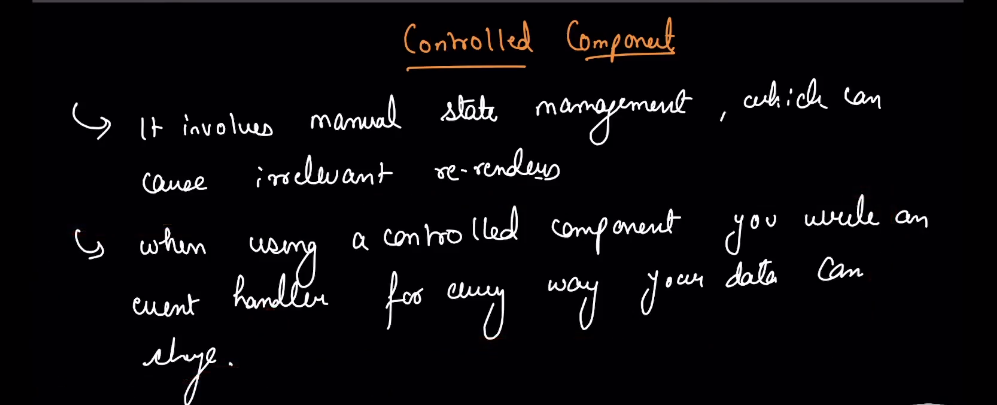 Controlled Component
↳ It involves manual state management, which can
cause irrelevant re-renders
↳ when using a controlled component you write an
event handler for every way your data can
change.